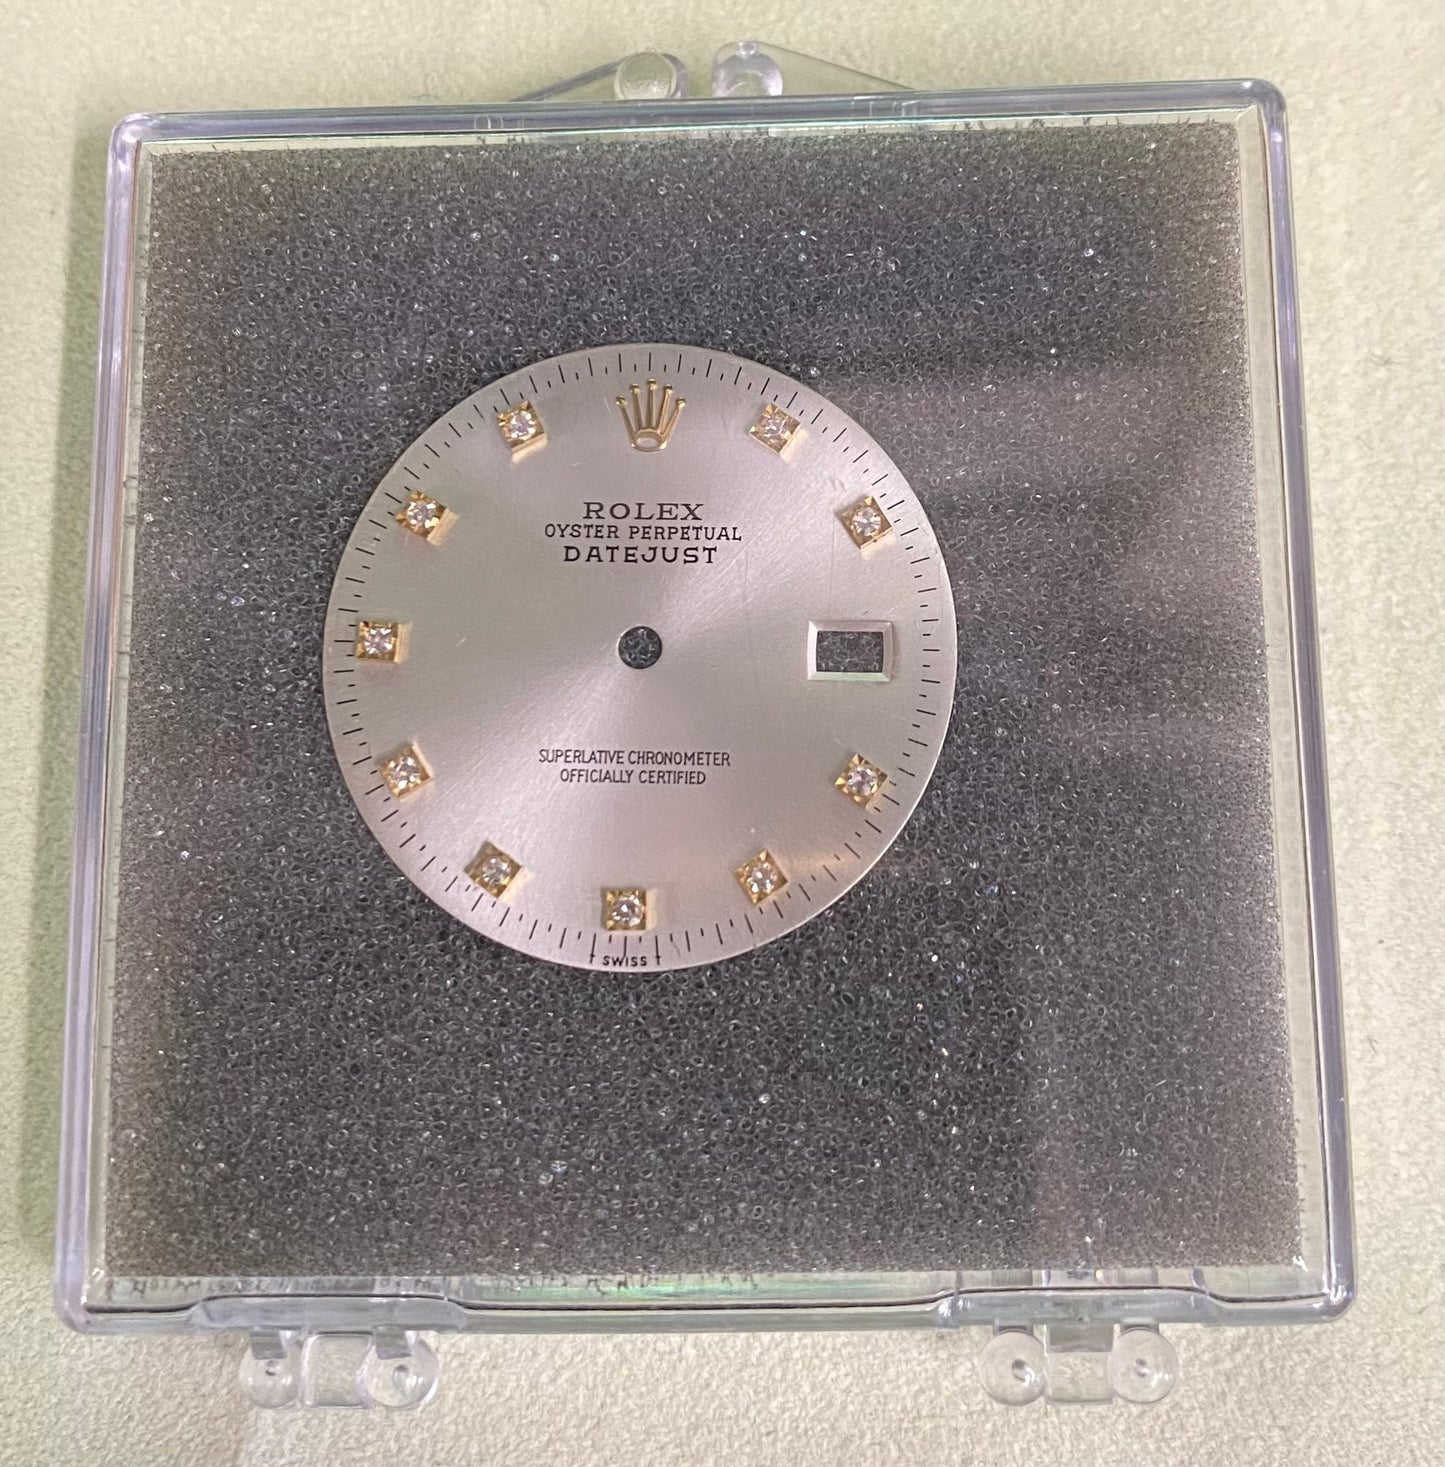 ROLEX
OYSTER PERPETUAL
DATEJUST
SUPERLATIVE CHRONOMETER
OFFICIALLY CERTIFIED
T SWISS T